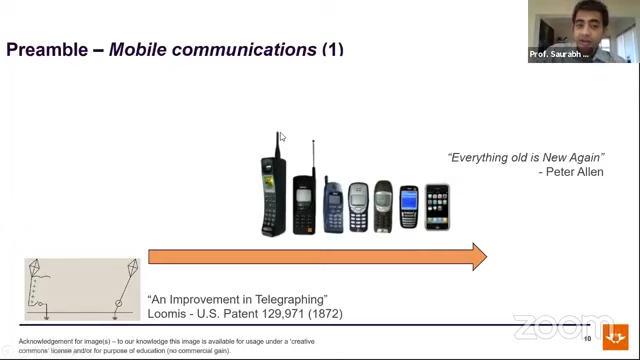 Preamble – Mobile communications (1)
Prof. Saurabh ...
“Everything old is New Again”
- Peter Allen
“An Improvement in Telegraphing”
Loomis - U.S. Patent 129,971 (1872)
Acknowledgement for image(s) – to our knowledge this image is available for usage under a ‘creative
commons’ license and/or for purpose of education (no commercial gain).
zoom
10